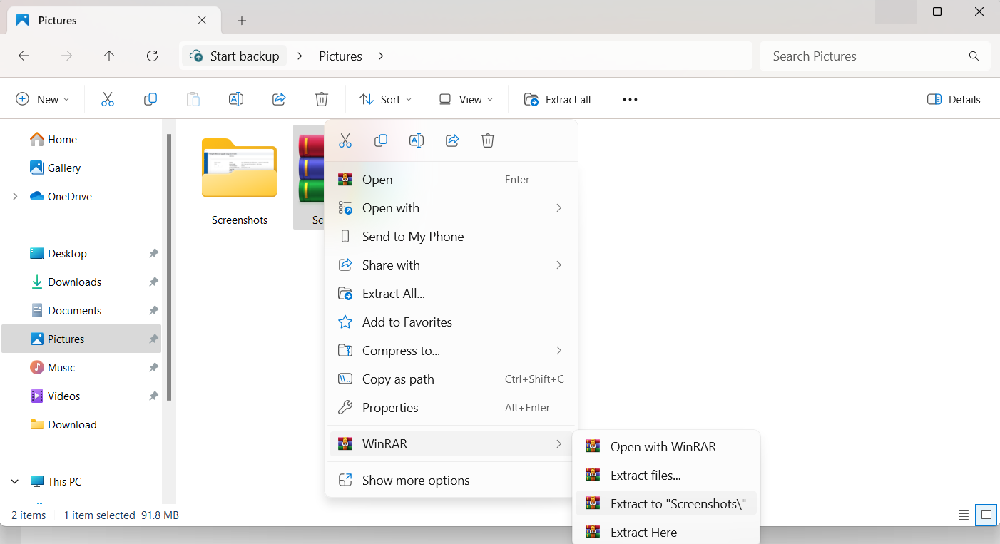 Pictures
Start backup
Pictures
Search Pictures
New
Sort
View
Extract all
Details
Home
Gallery
OneDrive
Desktop
Downloads
Documents
Pictures
Music
Videos
Download
This PC
Screenshots
Sc
Open Enter
Open with
Send to My Phone
Share with
Extract All...
Add to Favorites
Compress to...
Copy as path Ctrl+Shift+C
Properties Alt+Enter
WinRAR
Show more options
Open with WinRAR
Extract files...
Extract to "Screenshots\"
Extract Here
2 items 1 item selected 91.8 MB